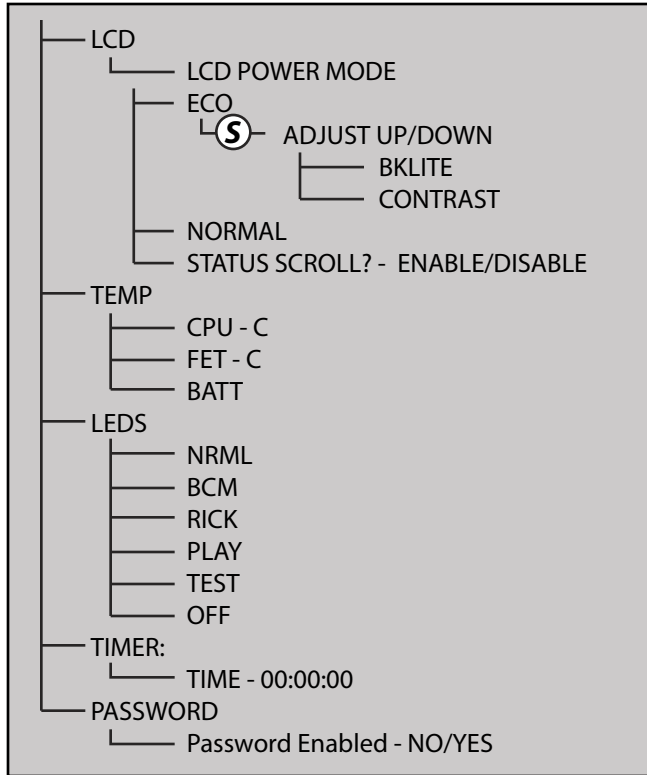 LCD
LCD POWER MODE
ECO
S ADJUST UP/DOWN
BKLITE
CONTRAST
NORMAL
STATUS SCROLL? - ENABLE/DISABLE
TEMP
CPU - C
FET - C
BATT
LEDS
NRML
BCM
RICK
PLAY
TEST
OFF
TIMER:
TIME - 00:00:00
PASSWORD
Password Enabled - NO/YES